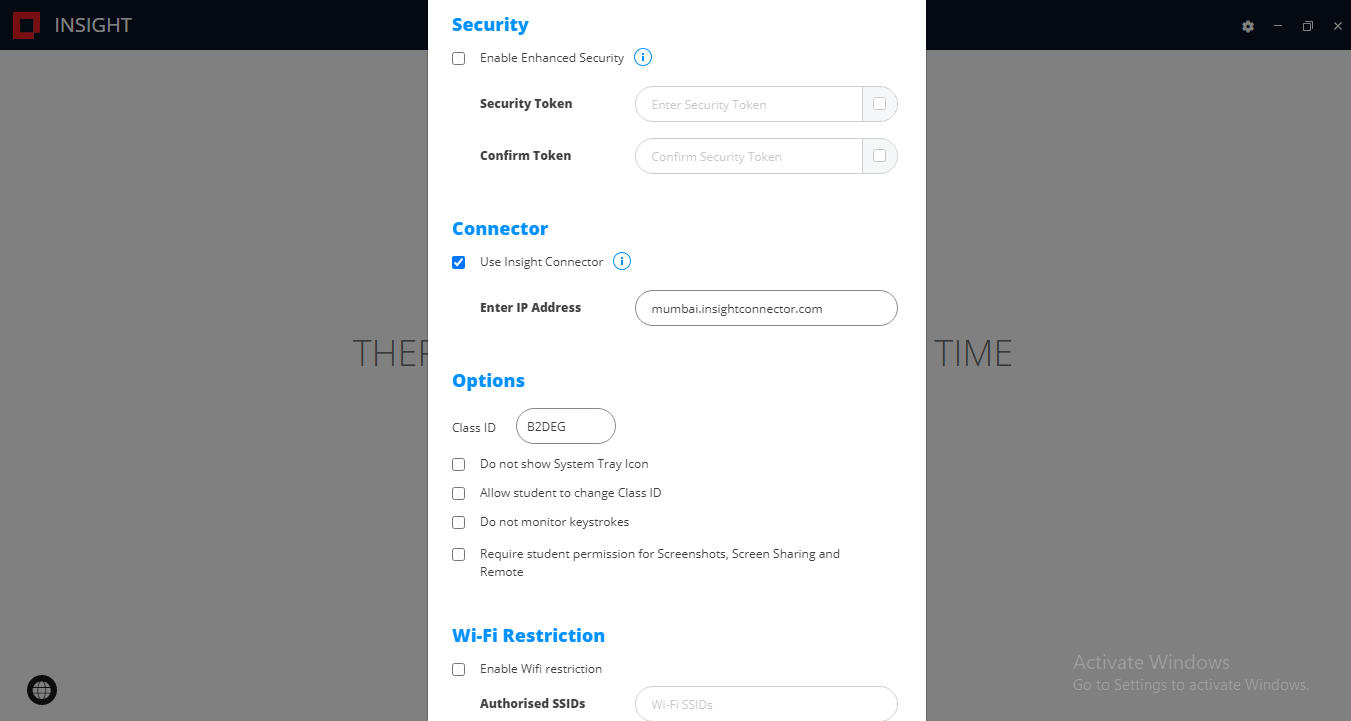 INSIGHT
Security
Enable Enhanced Security
Security Token
Enter Security Token
Confirm Token
Confirm Security Token
Connector
Use Insight Connector
Enter IP Address
mumbai.insightconnector.com
TIME
Options
Class ID
B2DEG
Do not show System Tray Icon
Allow student to change Class ID
Do not monitor keystrokes
Require student permission for Screenshots, Screen Sharing and
Remote
Wi-Fi Restriction
Enable Wifi restriction
Authorised SSIDs
Wi-Fi SSIDs
Activate Windows
Go to Settings to activate Windows.